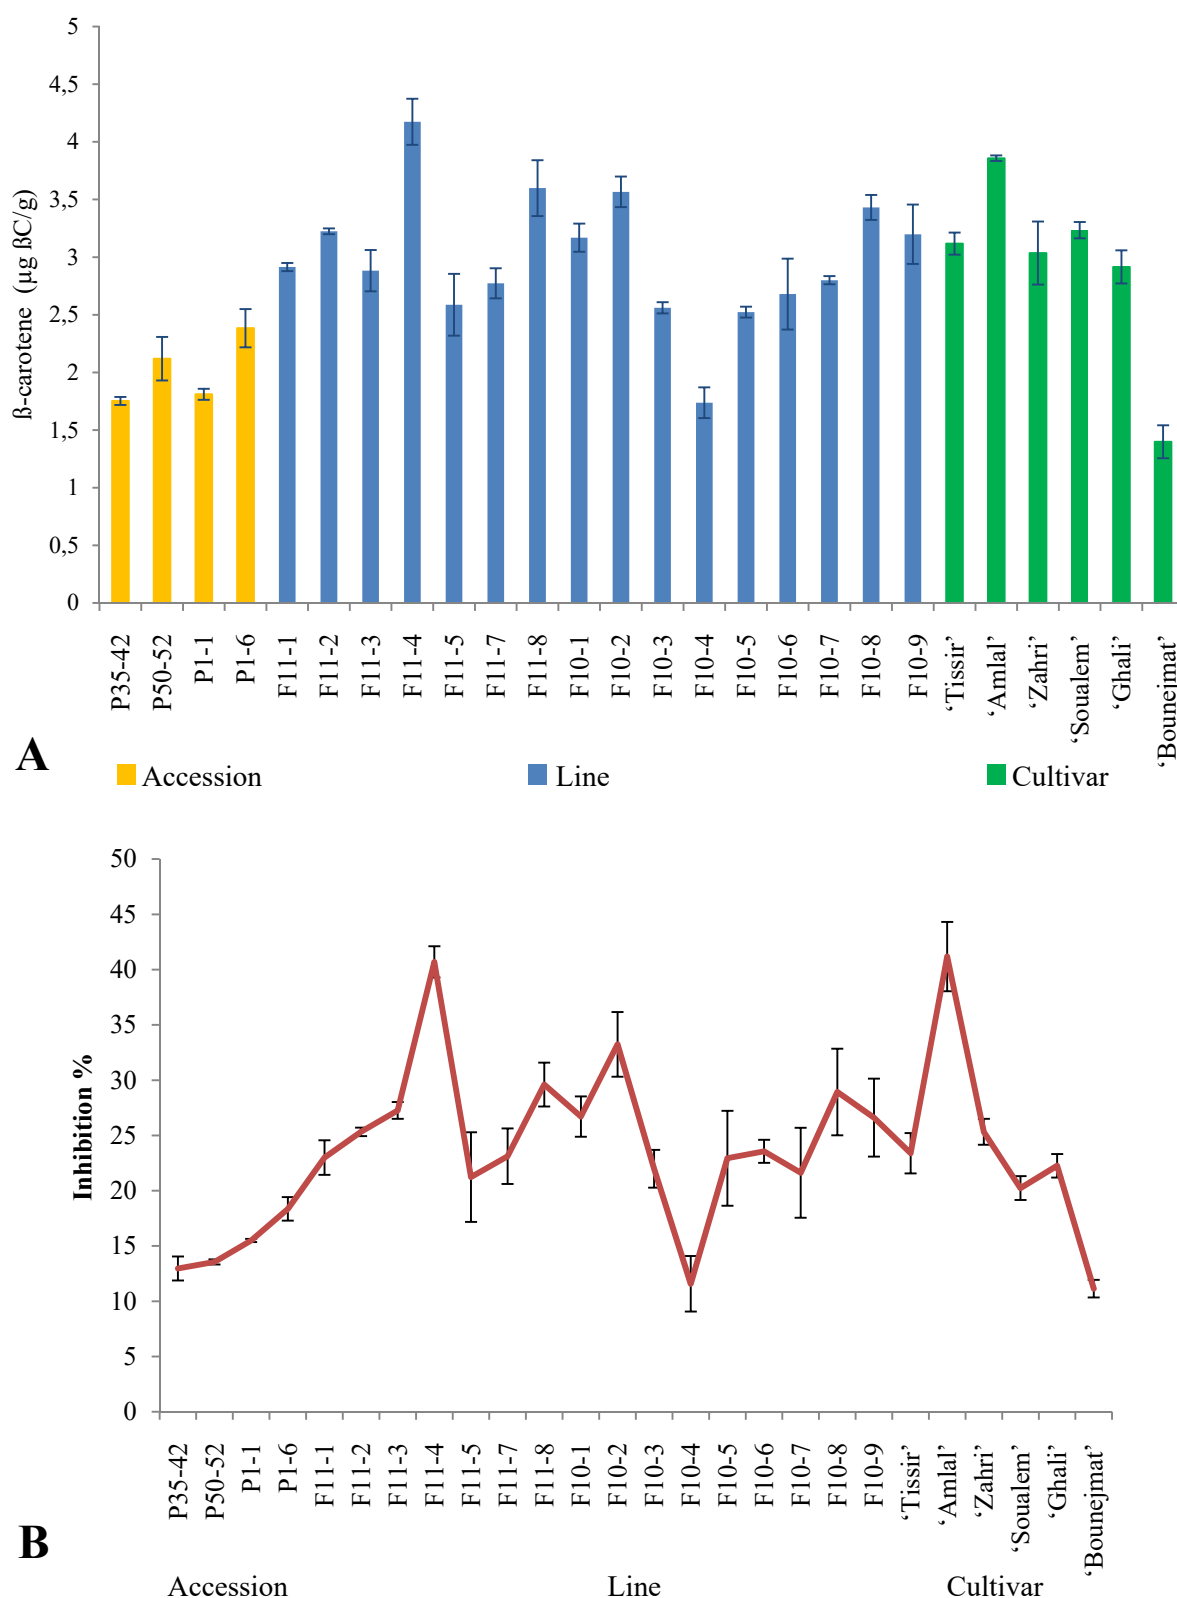 5
4,5
4
3,5
3
2,5
2
1,5
1
0,5
0
ß-carotene (µg ßC/g)
P35-42
P50-52
P1-1
P1-6
F11-1
F11-2
F11-3
F11-4
F11-5
F11-7
F11-8
F10-1
F10-2
F10-3
F10-4
F10-5
F10-6
F10-7
F10-8
F10-9
‘Tissir’
‘Amlal’
‘Zahri’
‘Soualem’
‘Ghali’
‘Bounejmat’
A
Accession
Line
Cultivar
50
45
40
35
30
25
20
15
10
5
0
Inhibition %
P35-42
P50-52
P1-1
P1-6
F11-1
F11-2
F11-3
F11-4
F11-5
F11-7
F11-8
F10-1
F10-2
F10-3
F10-4
F10-5
F10-6
F10-7
F10-8
F10-9
‘Tissir’
‘Amlal’
‘Zahri’
‘Soualem’
‘Ghali’
‘Bounejmat’
B
Accession
Line
Cultivar